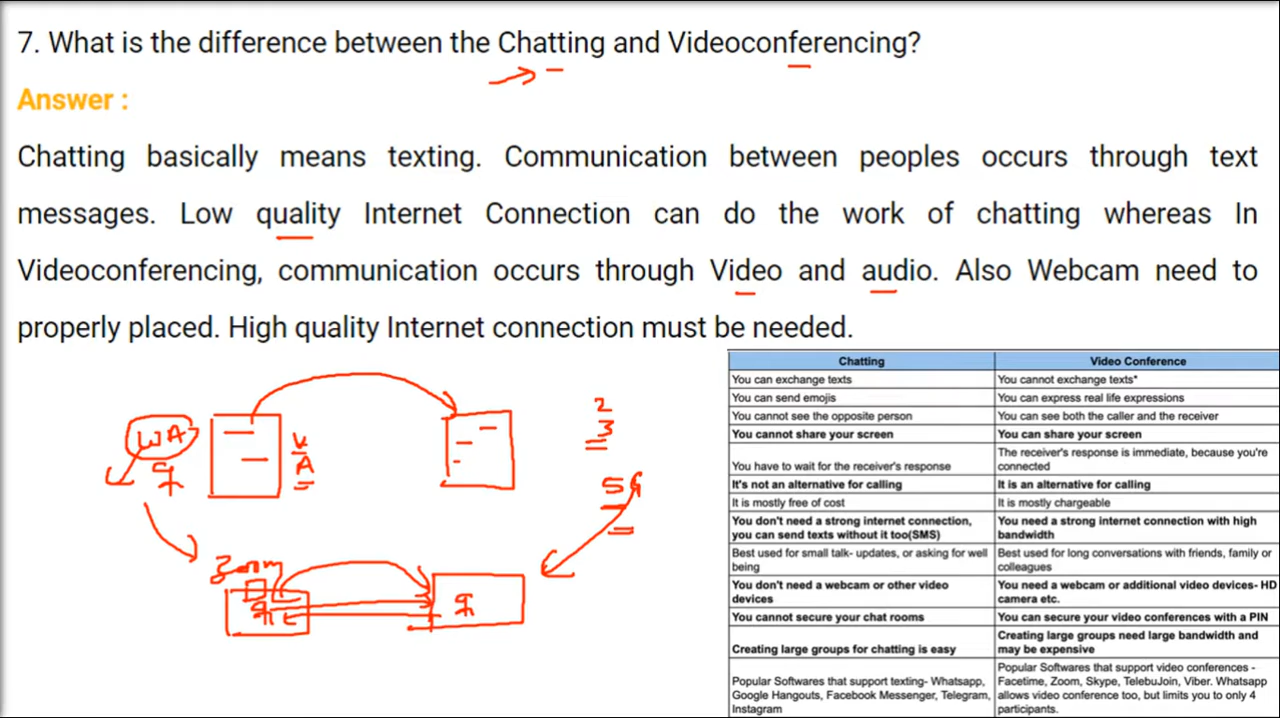 7. What is the difference between the Chatting and Videoconferencing?
Answer :
Chatting basically means texting. Communication between peoples occurs through text
messages. Low quality Internet Connection can do the work of chatting whereas In
Videoconferencing, communication occurs through Video and audio. Also Webcam need to
properly placed. High quality Internet connection must be needed.
WA
V
A
2
3
5G
Zoom
Chatting Video Conference
You can exchange texts You cannot exchange texts*
You can send emojis You can express real life expressions
You cannot see the opposite person You can see both the caller and the receiver
You cannot share your screen You can share your screen
You have to wait for the receiver's response The receiver's response is immediate, because you're
connected
It's not an alternative for calling It is an alternative for calling
It is mostly free of cost It is mostly chargeable
You don't need a strong internet connection,
you can send texts without it too(SMS) You need a strong internet connection with high
bandwidth
Best used for small talk- updates, or asking for well
being Best used for long conversations with friends, family or
colleagues
You don't need a webcam or other video
devices You need a webcam or additional video devices- HD
camera etc.
You cannot secure your chat rooms You can secure your video conferences with a PIN
Creating large groups for chatting is easy Creating large groups need large bandwidth and
may be expensive
Popular Softwares that support texting- Whatsapp,
Google Hangouts, Facebook Messenger, Telegram,
Instagram Popular Softwares that support video conferences -
Facetime, Zoom, Skype, TelebuJoin, Viber. Whatsapp
allows video conference too, but limits you to only 4
participants.